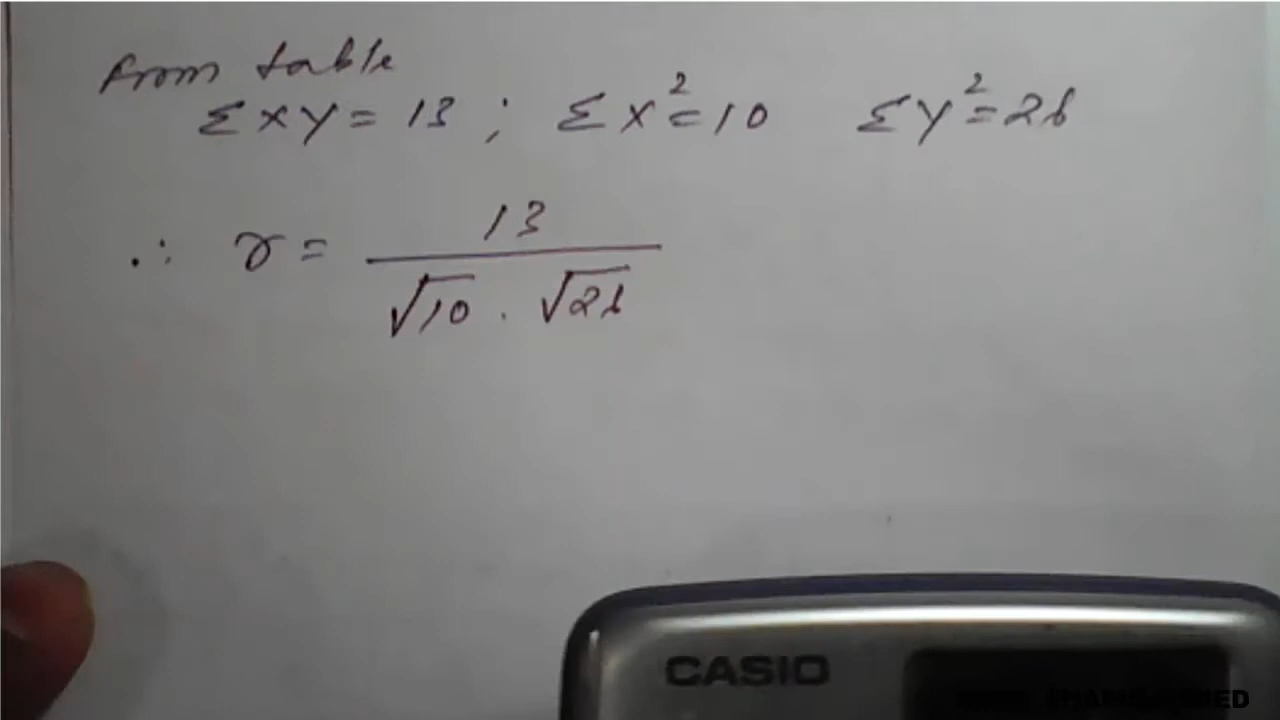 from table
Σxy = 13 ; Σx² = 10 Σy² = 26
∴ r = 13 / √10 . √26
CASIO